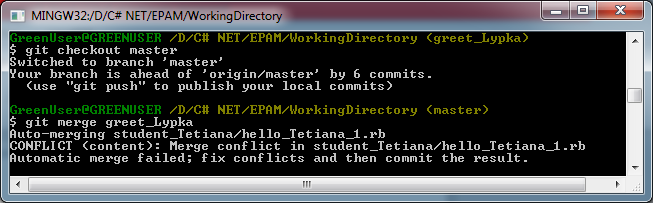 MINGW32:/D/C# NET/EPAM/WorkingDirectory
GreenUser@GREENUSER /D/C# NET/EPAM/WorkingDirectory (greet_Lypka)
$ git checkout master
Switched to branch 'master'
Your branch is ahead of 'origin/master' by 6 commits.
  (use "git push" to publish your local commits)
GreenUser@GREENUSER /D/C# NET/EPAM/WorkingDirectory (master)
$ git merge greet_Lypka
Auto-merging student_Tetiana/hello_Tetiana_1.rb
CONFLICT (content): Merge conflict in student_Tetiana/hello_Tetiana_1.rb
Automatic merge failed; fix conflicts and then commit the result.